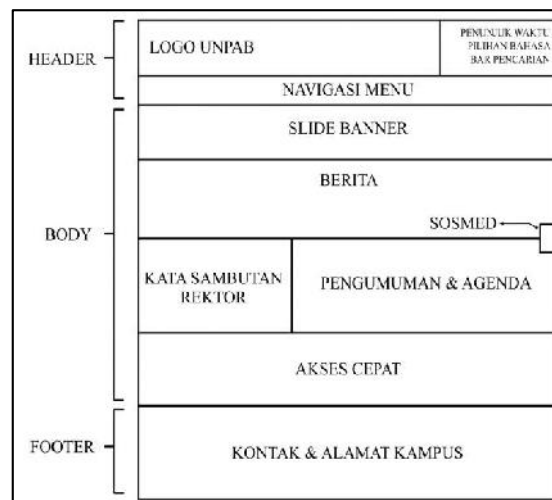 HEADER
LOGO UNPAB
PENUNJUK WAKTU
PILIHAN BAHASA
BAR PENCARIAN
NAVIGASI MENU
BODY
SLIDE BANNER
BERITA
SOSMED
KATA SAMBUTAN
REKTOR
PENGUMUMAN & AGENDA
AKSES CEPAT
FOOTER
KONTAK & ALAMAT KAMPUS